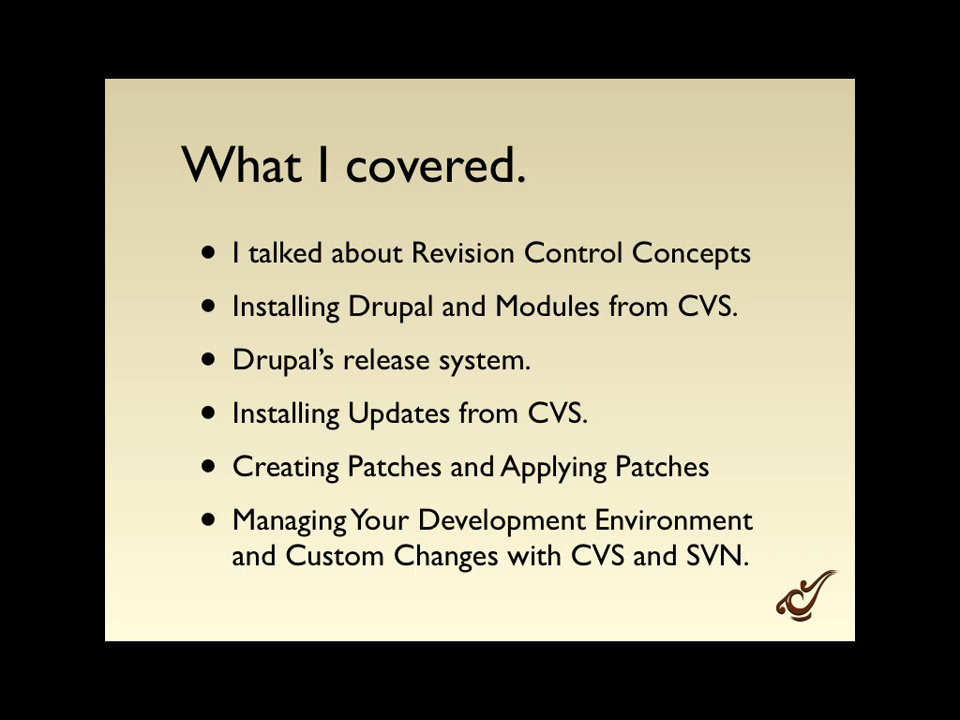 What I covered.
• I talked about Revision Control Concepts
• Installing Drupal and Modules from CVS.
• Drupal’s release system.
• Installing Updates from CVS.
• Creating Patches and Applying Patches
• Managing Your Development Environment
and Custom Changes with CVS and SVN.